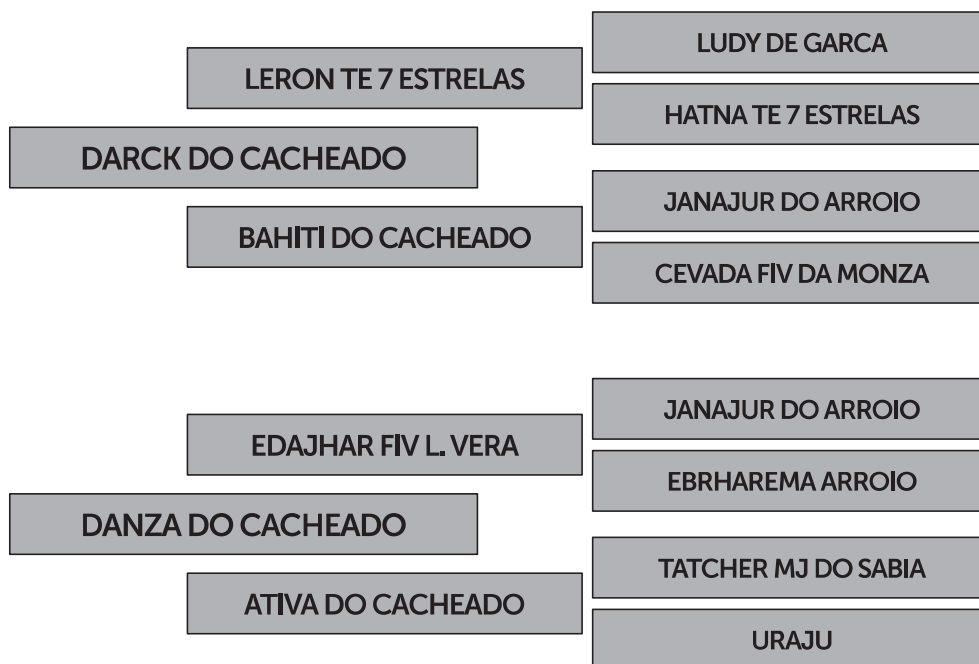 LUDY DE GARCA
LERON TE 7 ESTRELAS
HATNA TE 7 ESTRELAS
DARCK DO CACHEADO
JANAJUR DO ARROIO
BAHITI DO CACHEADO
CEVADA FIV DA MONZA
JANAJUR DO ARROIO
EDAJHAR FIV L. VERA
EBRHAREMA ARROIO
DANZA DO CACHEADO
TATCHER MJ DO SABIA
ATIVA DO CACHEADO
URAJU